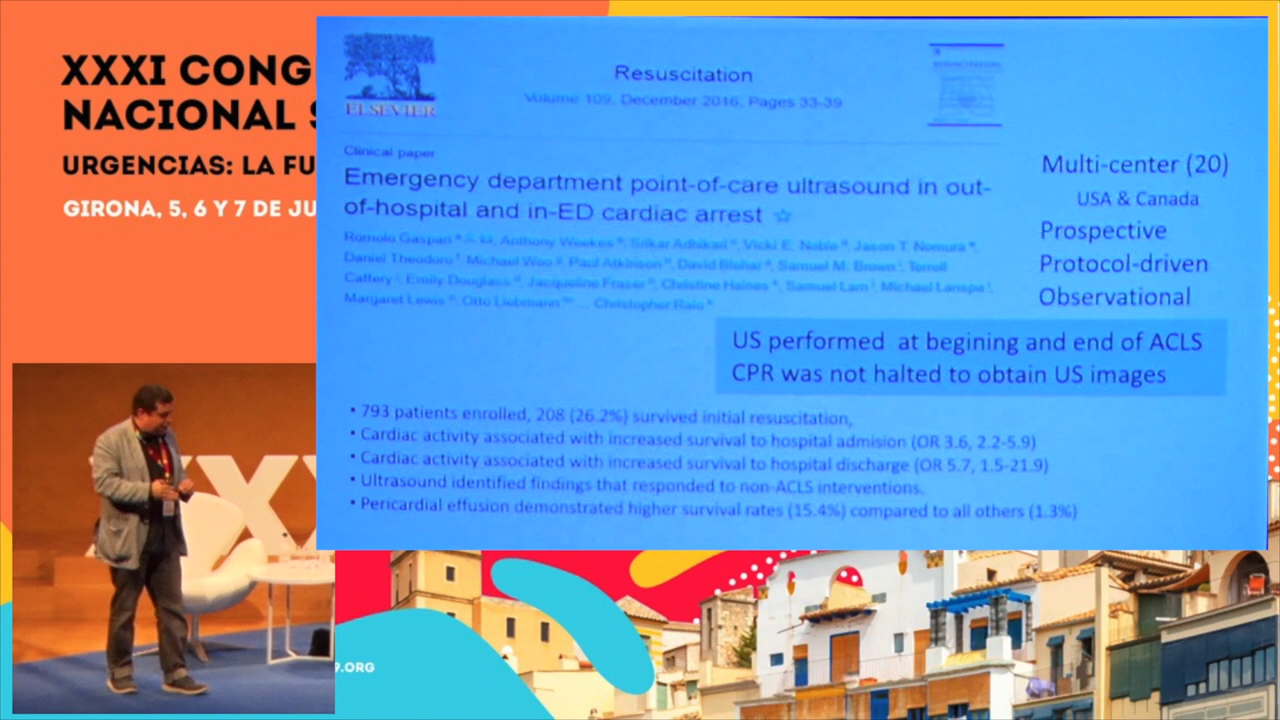 XXXI CONG
NACIONAL S
URGENCIAS: LA FU
GIRONA, 5, 6 Y 7 DE JU
ELSEVIER
Resuscitation
Volume 109, December 2016, Pages 33-39
Clinical paper
Emergency department point-of-care ultrasound in out-
of-hospital and in-ED cardiac arrest
Romolo Gaspari Anthony Weekes Srikar Adhikari Vicki E. Noble Jason T. Nomura
Daniel Theodoro Michael Woo Paul Atkinson David Blehar Samuel M. Brown Terrell
Caffery Emily Douglass Jacqueline Fraser Christine Haines Samuel Lam Michael Lanspa
Margaret Lewis Otto Liebmann ... Christopher Raio
Multi-center (20)
USA & Canada
Prospective
Protocol-driven
Observational
US performed at begining and end of ACLS
CPR was not halted to obtain US images
• 793 patients enrolled, 208 (26.2%) survived initial resuscitation,
• Cardiac activity associated with increased survival to hospital admision (OR 3.6, 2.2-5.9)
• Cardiac activity associated with increased survival to hospital discharge (OR 5.7, 1.5-21.9)
• Ultrasound identified findings that responded to non-ACLS interventions.
• Pericardial effusion demonstrated higher survival rates (15.4%) compared to all others (1.3%)
XX
9.ORG